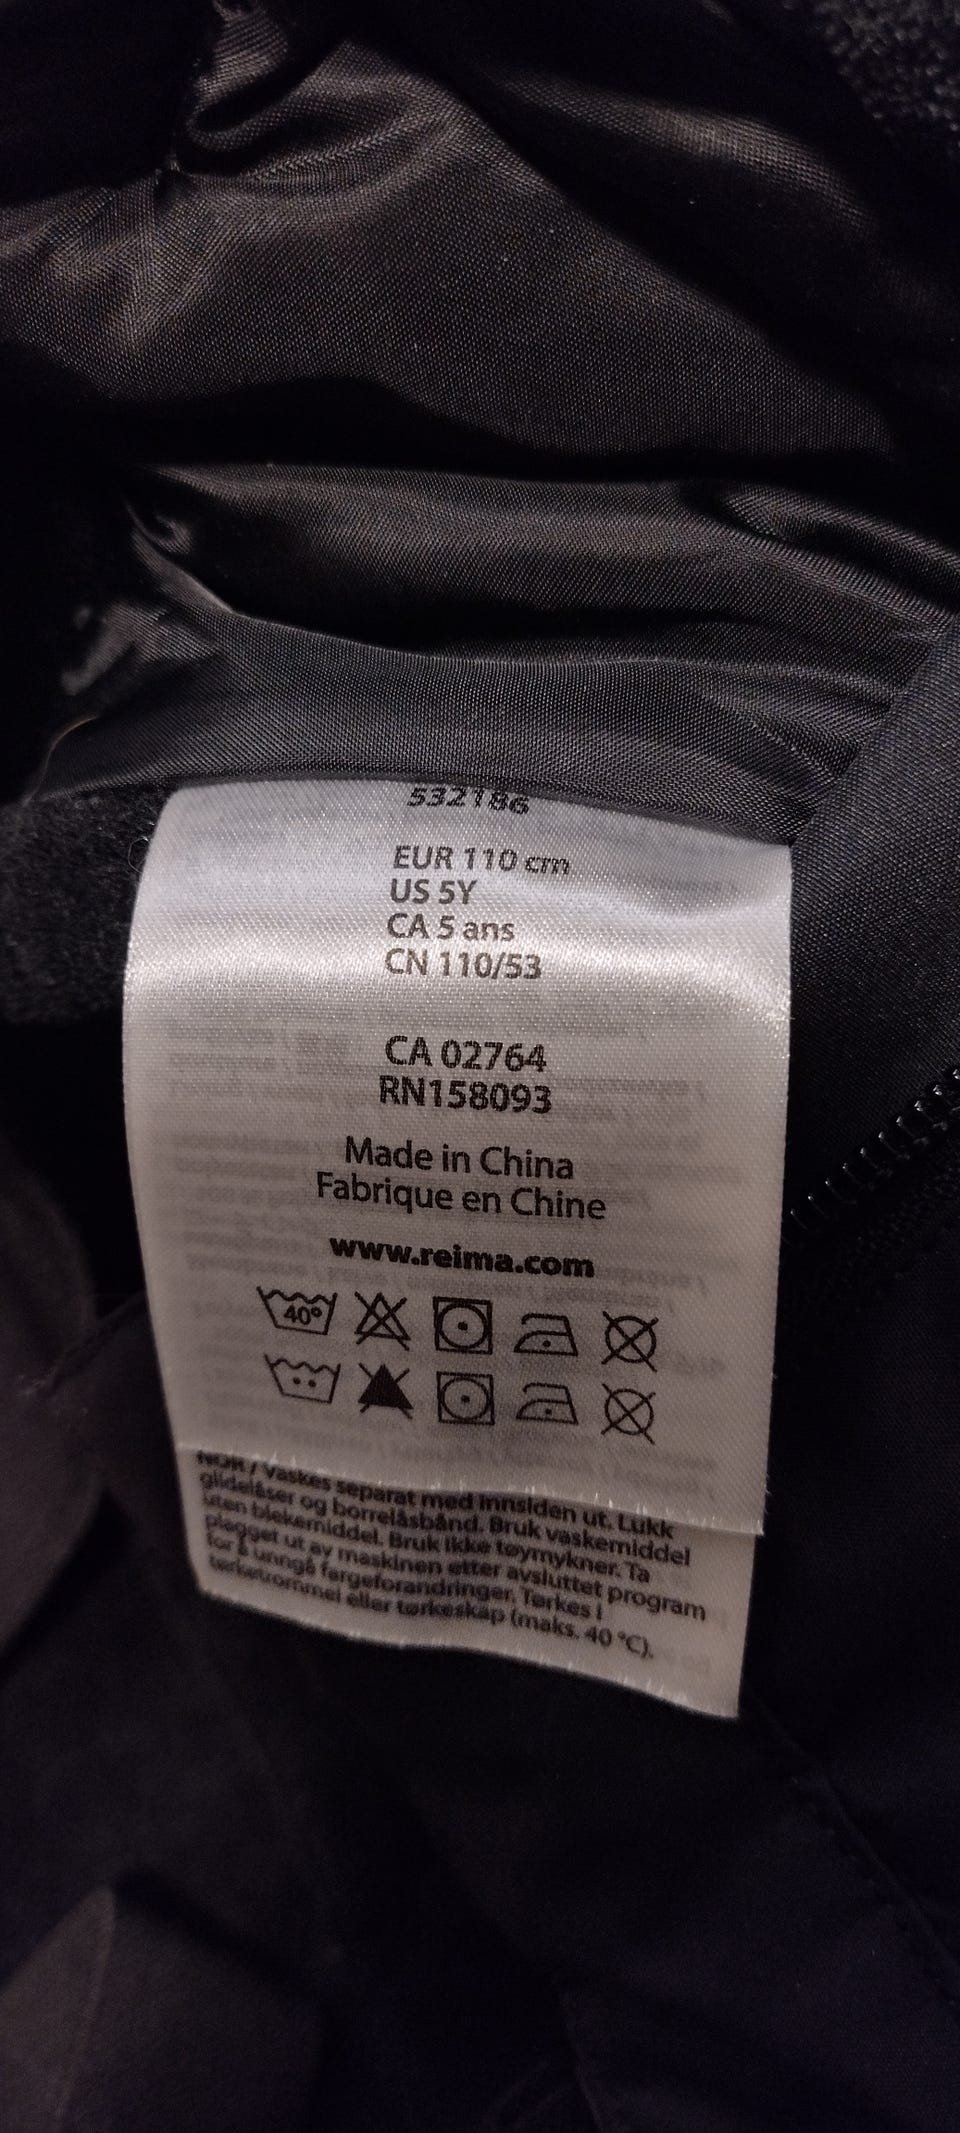 532186
EUR 110 cm
US 5Y
CA 5 ans
CN 110/53
CA 02764
RN158093
Made in China
Fabrique en Chine
www.reima.com
40°
NOR / Vaskes separat med innsiden ut. Lukk
glidelåser og borrelåsbånd. Bruk vaskemiddel
uten blekemiddel. Bruk ikke tøymykner. Ta
plagget ut av maskinen etter avsluttet program
for å unngå fargeforandringer. Tørkes i
tørketrommel eller tørkeskap (maks. 40 °C).